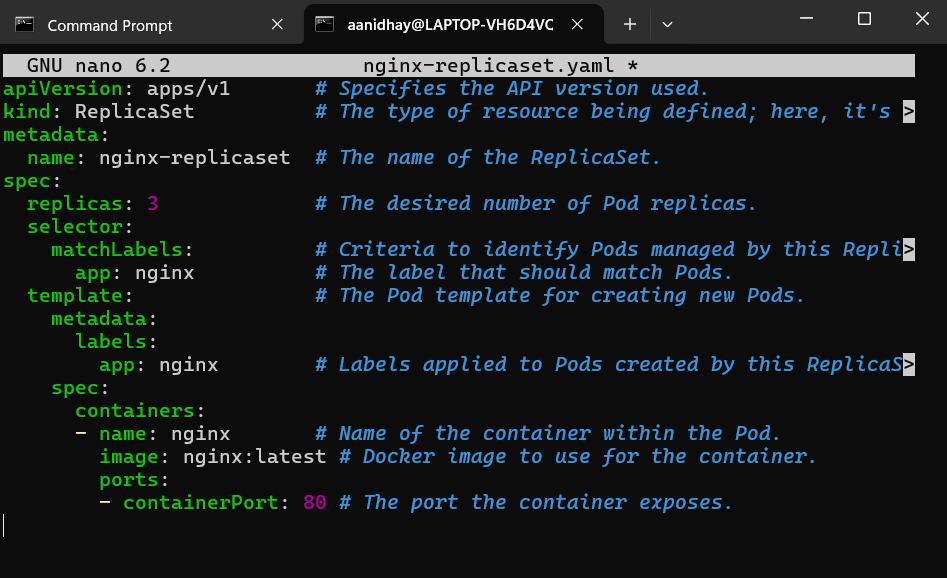 Command Prompt
aanidhay@LAPTOP-VH6D4VC
GNU nano 6.2 nginx-replicaset.yaml *
apiVersion: apps/v1 # Specifies the API version used.
kind: ReplicaSet # The type of resource being defined; here, it's >
metadata:
  name: nginx-replicaset # The name of the ReplicaSet.
spec:
  replicas: 3 # The desired number of Pod replicas.
  selector:
    matchLabels: # Criteria to identify Pods managed by this Repli>
      app: nginx # The label that should match Pods.
  template: # The Pod template for creating new Pods.
    metadata:
      labels:
        app: nginx # Labels applied to Pods created by this ReplicaS>
    spec:
      containers:
      - name: nginx # Name of the container within the Pod.
        image: nginx:latest # Docker image to use for the container.
        ports:
        - containerPort: 80 # The port the container exposes.